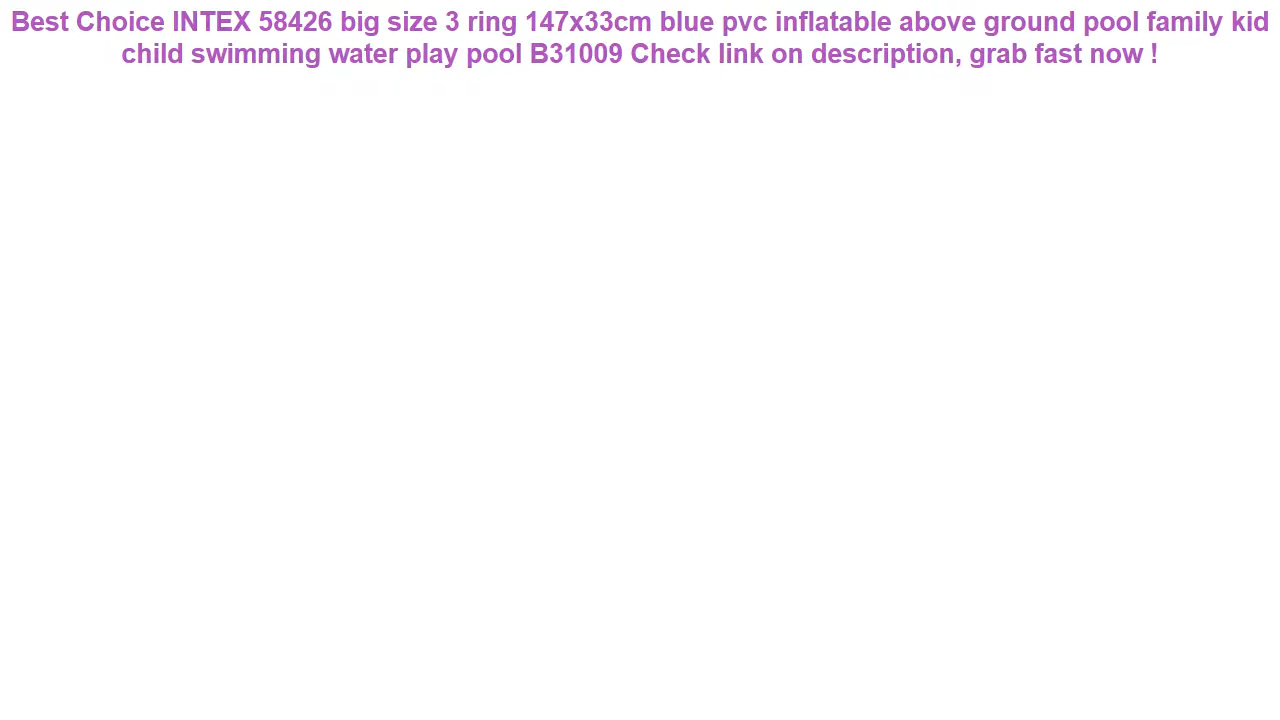 Best Choice INTEX 58426 big size 3 ring 147x33cm blue pvc inflatable above ground pool family kid
child swimming water play pool B31009 Check link on description, grab fast now !